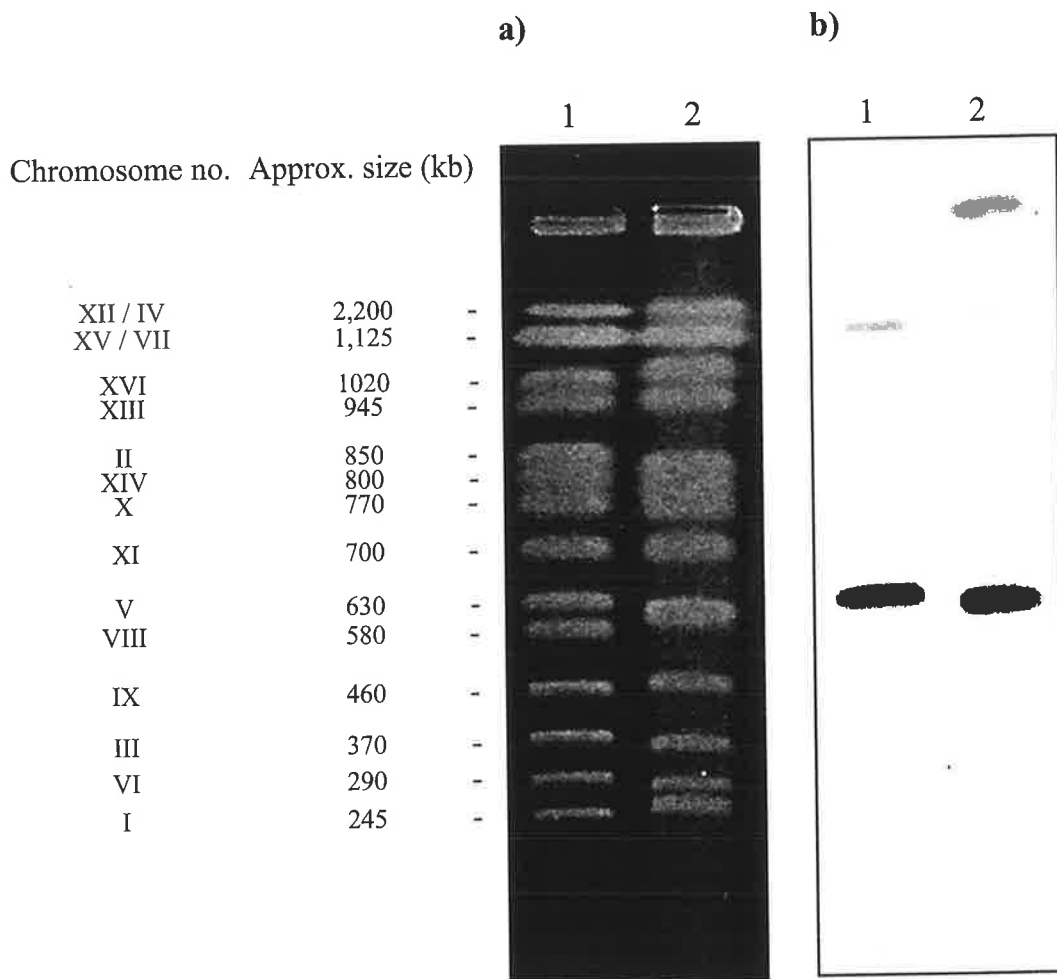 a) b)
1 2 1 2
Chromosome no. Approx. size (kb)
XII / IV 2,200 -
XV / VII 1,125 -
XVI 1020 -
XIII 945 -
II 850 -
XIV 800 -
X 770 -
XI 700 -
V 630 -
VIII 580 -
IX 460 -
III 370 -
VI 290 -
I 245 -